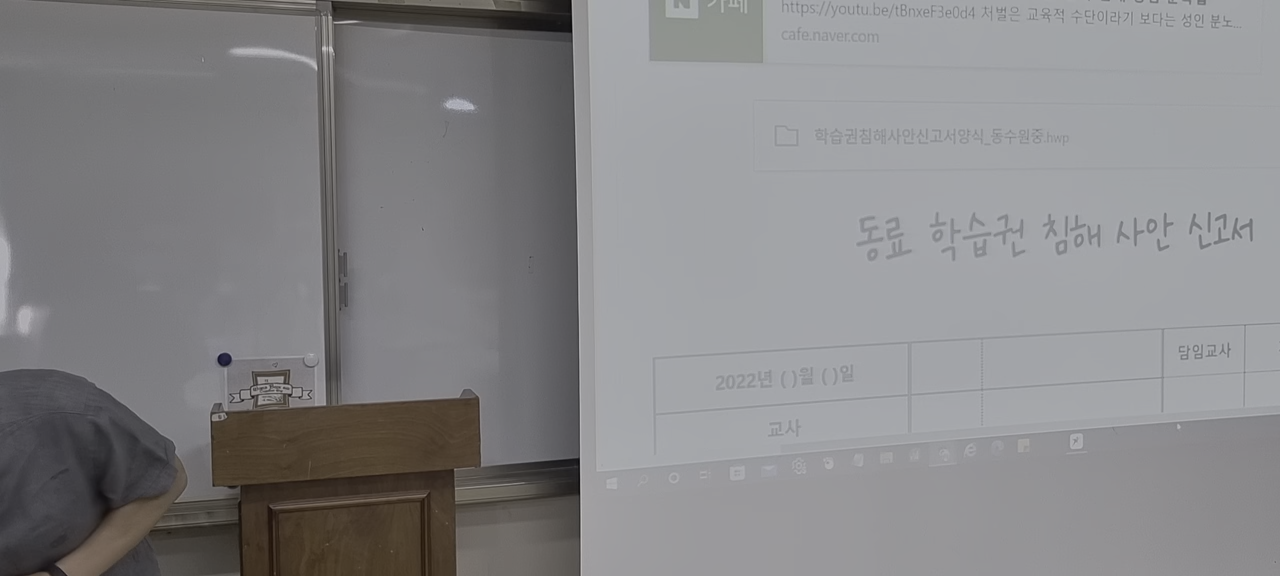 카페
https://youtu.be/tBnxeF3e0d4 처벌은 교육적 수단이라기 보다는 성인 분노...
cafe.naver.com
학습권침해사안신고서양식_동수원중.hwp
동료 학습권 침해 사안 신고서
2022년 ( )월 ( )일
담임교사
교사